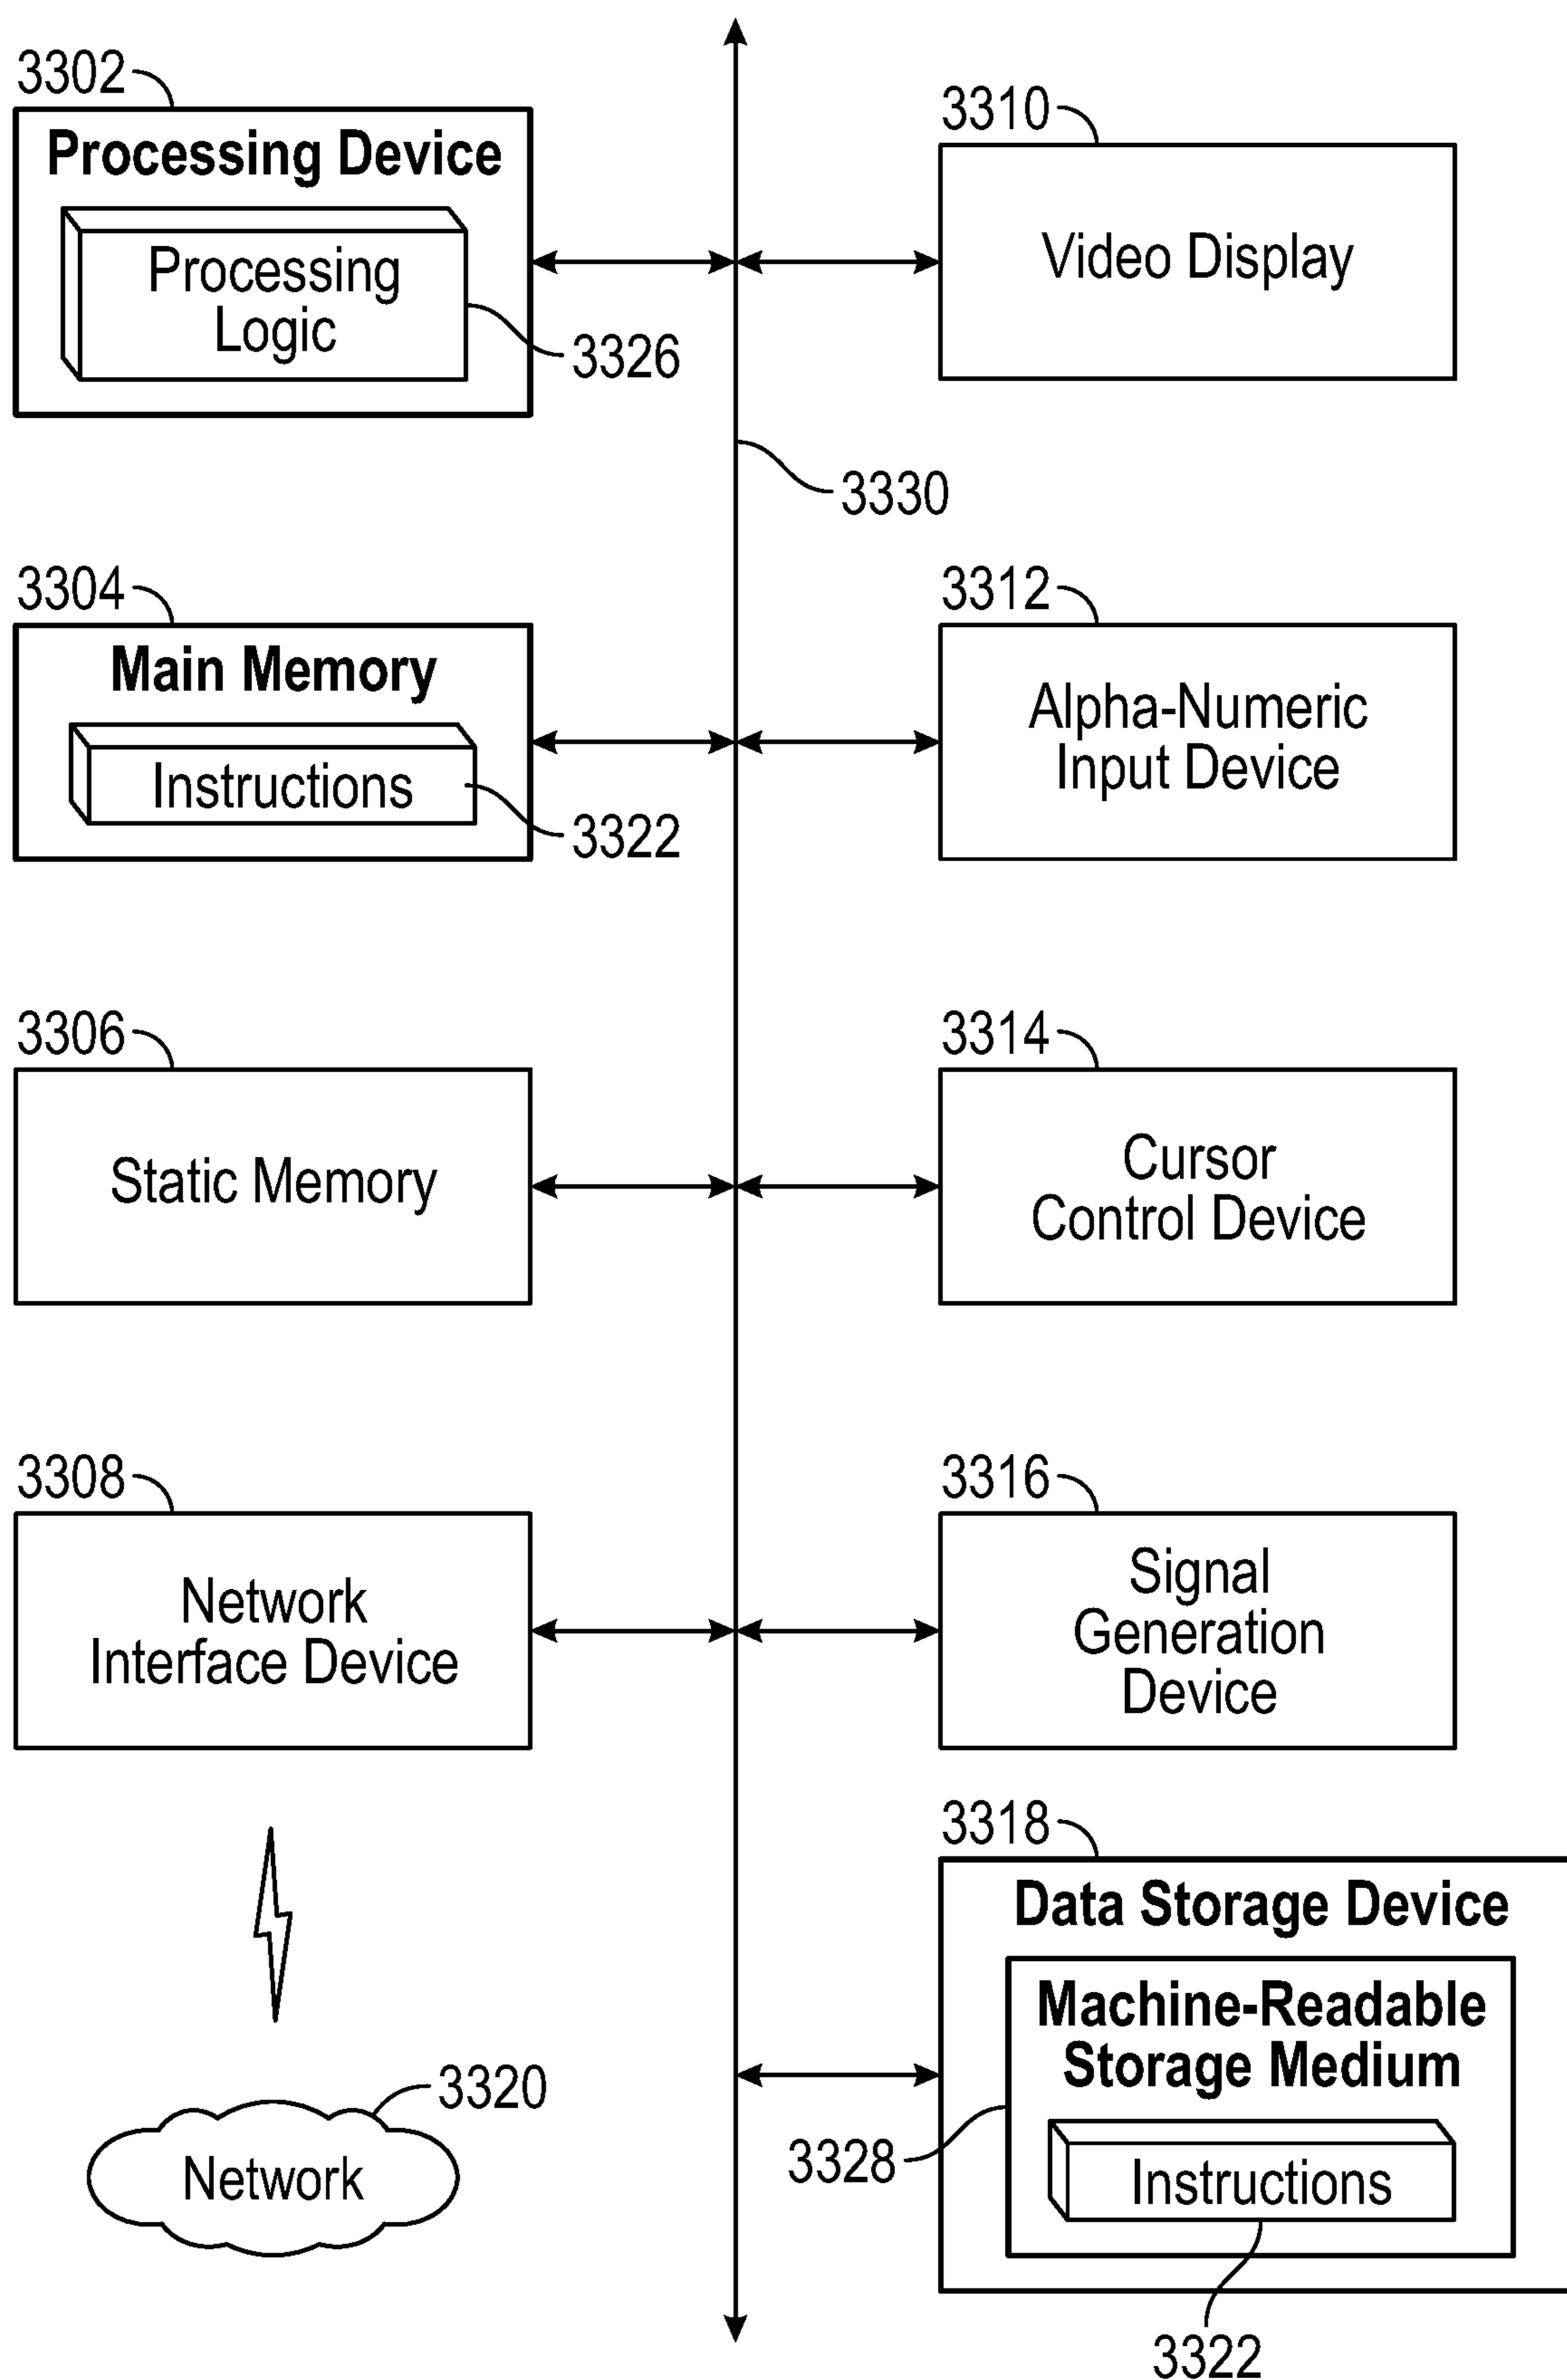 3302
Processing Device
Processing
Logic
3326
3310
Video Display
3330
3304
Main Memory
Instructions
3322
3312
Alpha-Numeric
Input Device
3306
Static Memory
3314
Cursor
Control Device
3308
Network
Interface Device
3316
Signal
Generation
Device
3320
Network
3318
Data Storage Device
Machine-Readable
Storage Medium
3328
Instructions
3322